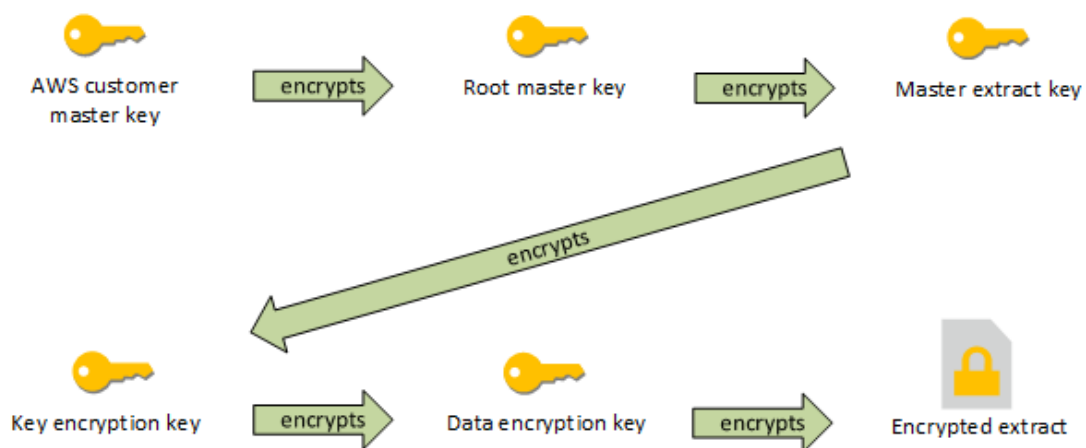 AWS customer
master key
encrypts
Root master key
encrypts
Master extract key
encrypts
Key encryption key
encrypts
Data encryption key
encrypts
Encrypted extract